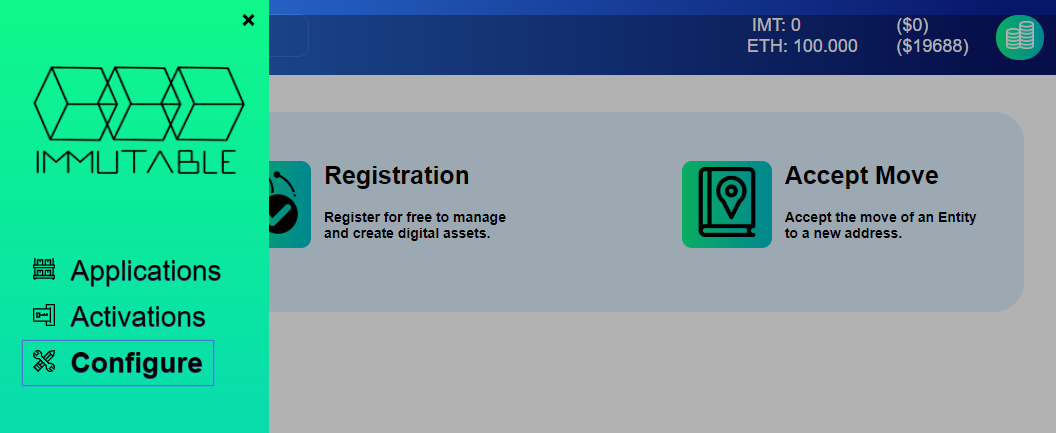 ×
IMT: 0 ($0)
ETH: 100.000 ($19688)
IMMUTABLE
Registration
Register for free to manage
and create digital assets.
Accept Move
Accept the move of an Entity
to a new address.
Applications
Activations
Configure